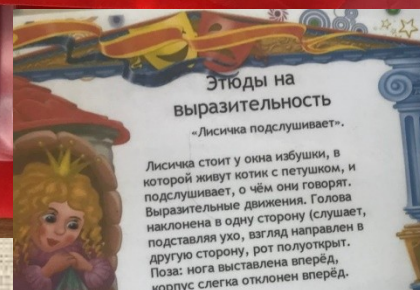 Этюды на
выразительность
«Лисичка подслушивает».
Лисичка стоит у окна избушки, в
которой живут котик с петушком, и
подслушивает, о чём они говорят.
Выразительные движения. Голова
наклонена в одну сторону (слушает,
подставляя ухо, взгляд направлен в
другую сторону, рот полуоткрыт.
Поза: нога выставлена вперёд,
корпус слегка отклонен вперёд.